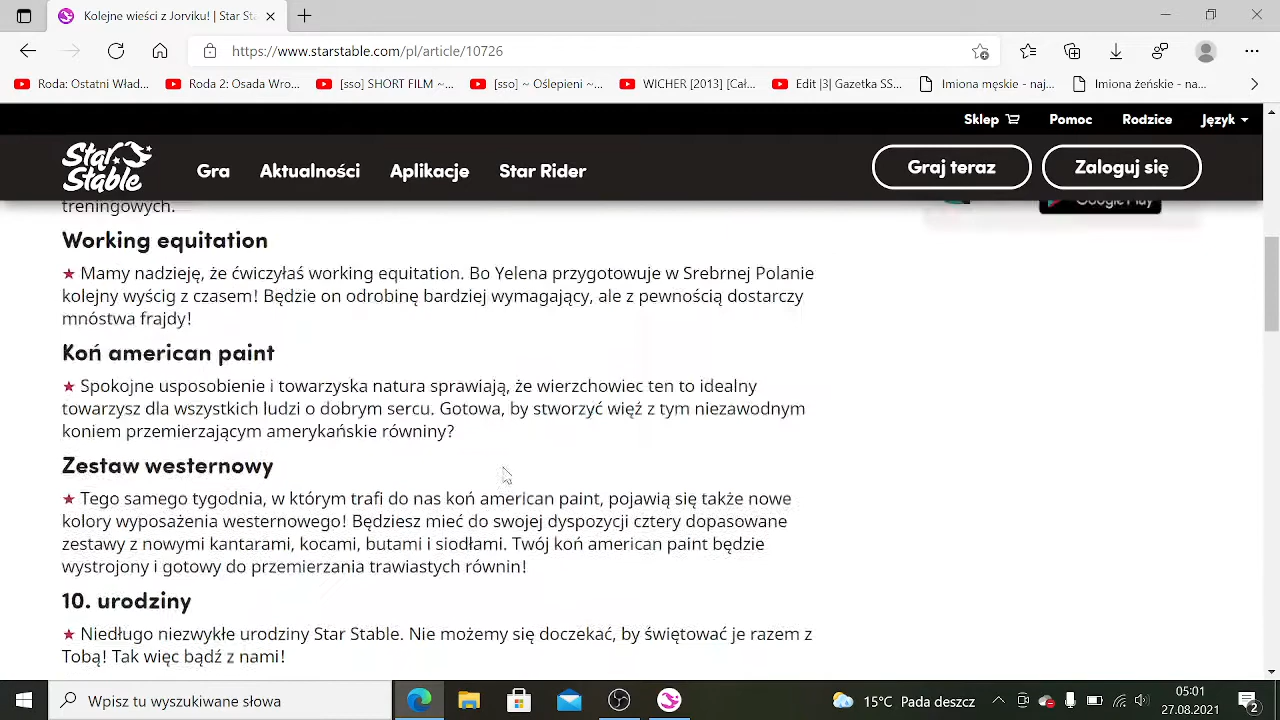 Kolejne wieści z Jorviku! | Star Sta
https://www.starstable.com/pl/article/10726
Roda: Ostatni Wład... Roda 2: Osada Wro... [sso] SHORT FILM ~... [sso] ~ Oślepieni ~... WICHER [2013] [Cał... Edit |3| Gazetka SS... Imiona męskie - naj... Imiona żeńskie - na...
Sklep Pomoc Rodzice Język
Star Stable Gra Aktualności Aplikacje Star Rider Graj teraz Zaloguj się
treningowych. Google Play
Working equitation
★ Mamy nadzieję, że ćwiczyłaś working equitation. Bo Yelena przygotowuje w Srebrnej Polanie
kolejny wyścig z czasem! Będzie on odrobinę bardziej wymagający, ale z pewnością dostarczy
mnóstwa frajdy!
Koń american paint
★ Spokojne usposobienie i towarzyska natura sprawiają, że wierzchowiec ten to idealny
towarzysz dla wszystkich ludzi o dobrym sercu. Gotowa, by stworzyć więź z tym niezawodnym
koniem przemierzającym amerykańskie równiny?
Zestaw westernowy
★ Tego samego tygodnia, w którym trafi do nas koń american paint, pojawią się także nowe
kolory wyposażenia westernowego! Będziesz mieć do swojej dyspozycji cztery dopasowane
zestawy z nowymi kantarami, kocami, butami i siodłami. Twój koń american paint będzie
wystrojony i gotowy do przemierzania trawiastych równin!
10. urodziny
★ Niedługo niezwykłe urodziny Star Stable. Nie możemy się doczekać, by świętować je razem z
Tobą! Tak więc bądź z nami!
Wpisz tu wyszukiwane słowa 15°C Pada deszcz 05:01
27.08.2021 2